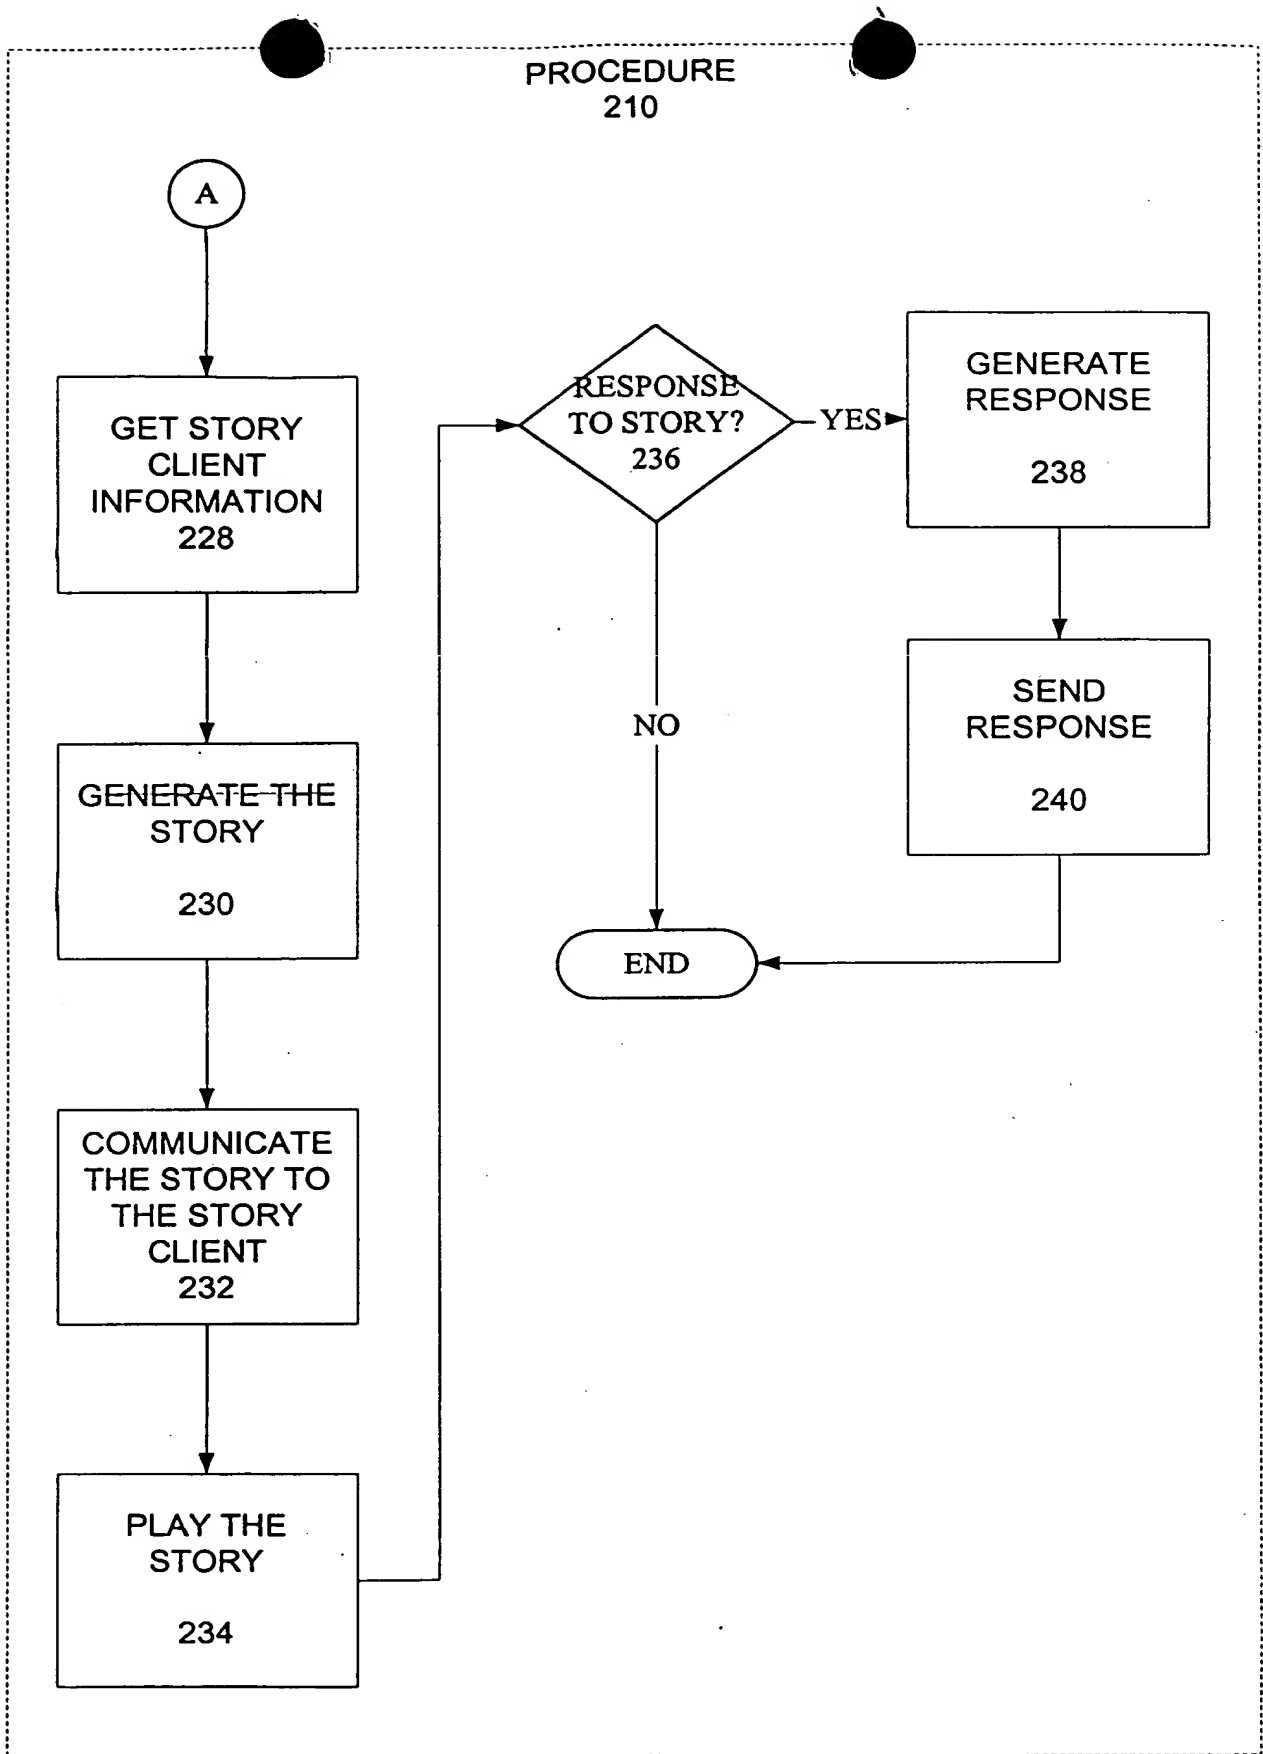 PROCEDURE
210
A
GET STORY
CLIENT
INFORMATION
228
GENERATE THE
STORY
230
COMMUNICATE
THE STORY TO
THE STORY
CLIENT
232
PLAY THE
STORY
234
RESPONSE
TO STORY?
236
YES
NO
GENERATE
RESPONSE
238
SEND
RESPONSE
240
END